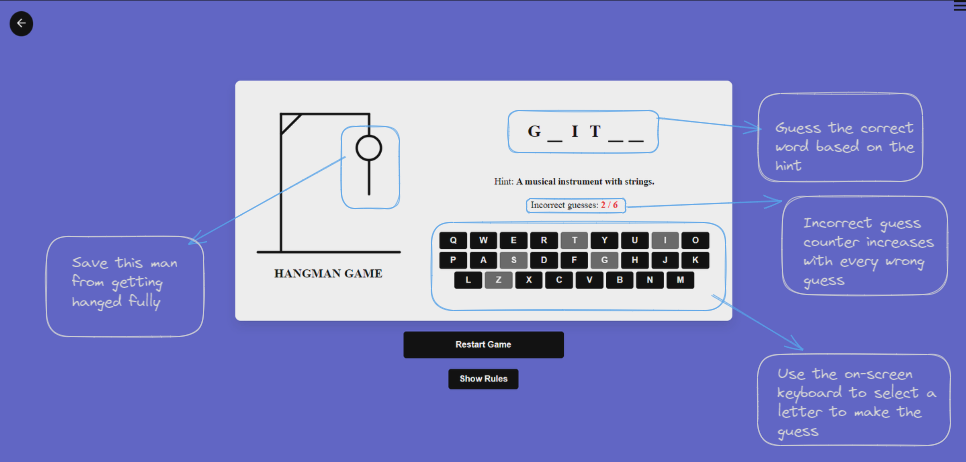 G _ I T _ _
Guess the correct
word based on the
hint
Hint: A musical instrument with strings.
Incorrect guesses: 2 / 6
Incorrect guess
counter increases
with every wrong
guess
Q W E R T Y U I O
P A S D F G H J K
L Z X C V B N M
Save this man
from getting
hanged fully
HANGMAN GAME
Restart Game
Show Rules
Use the on-screen
keyboard to select a
letter to make the
guess